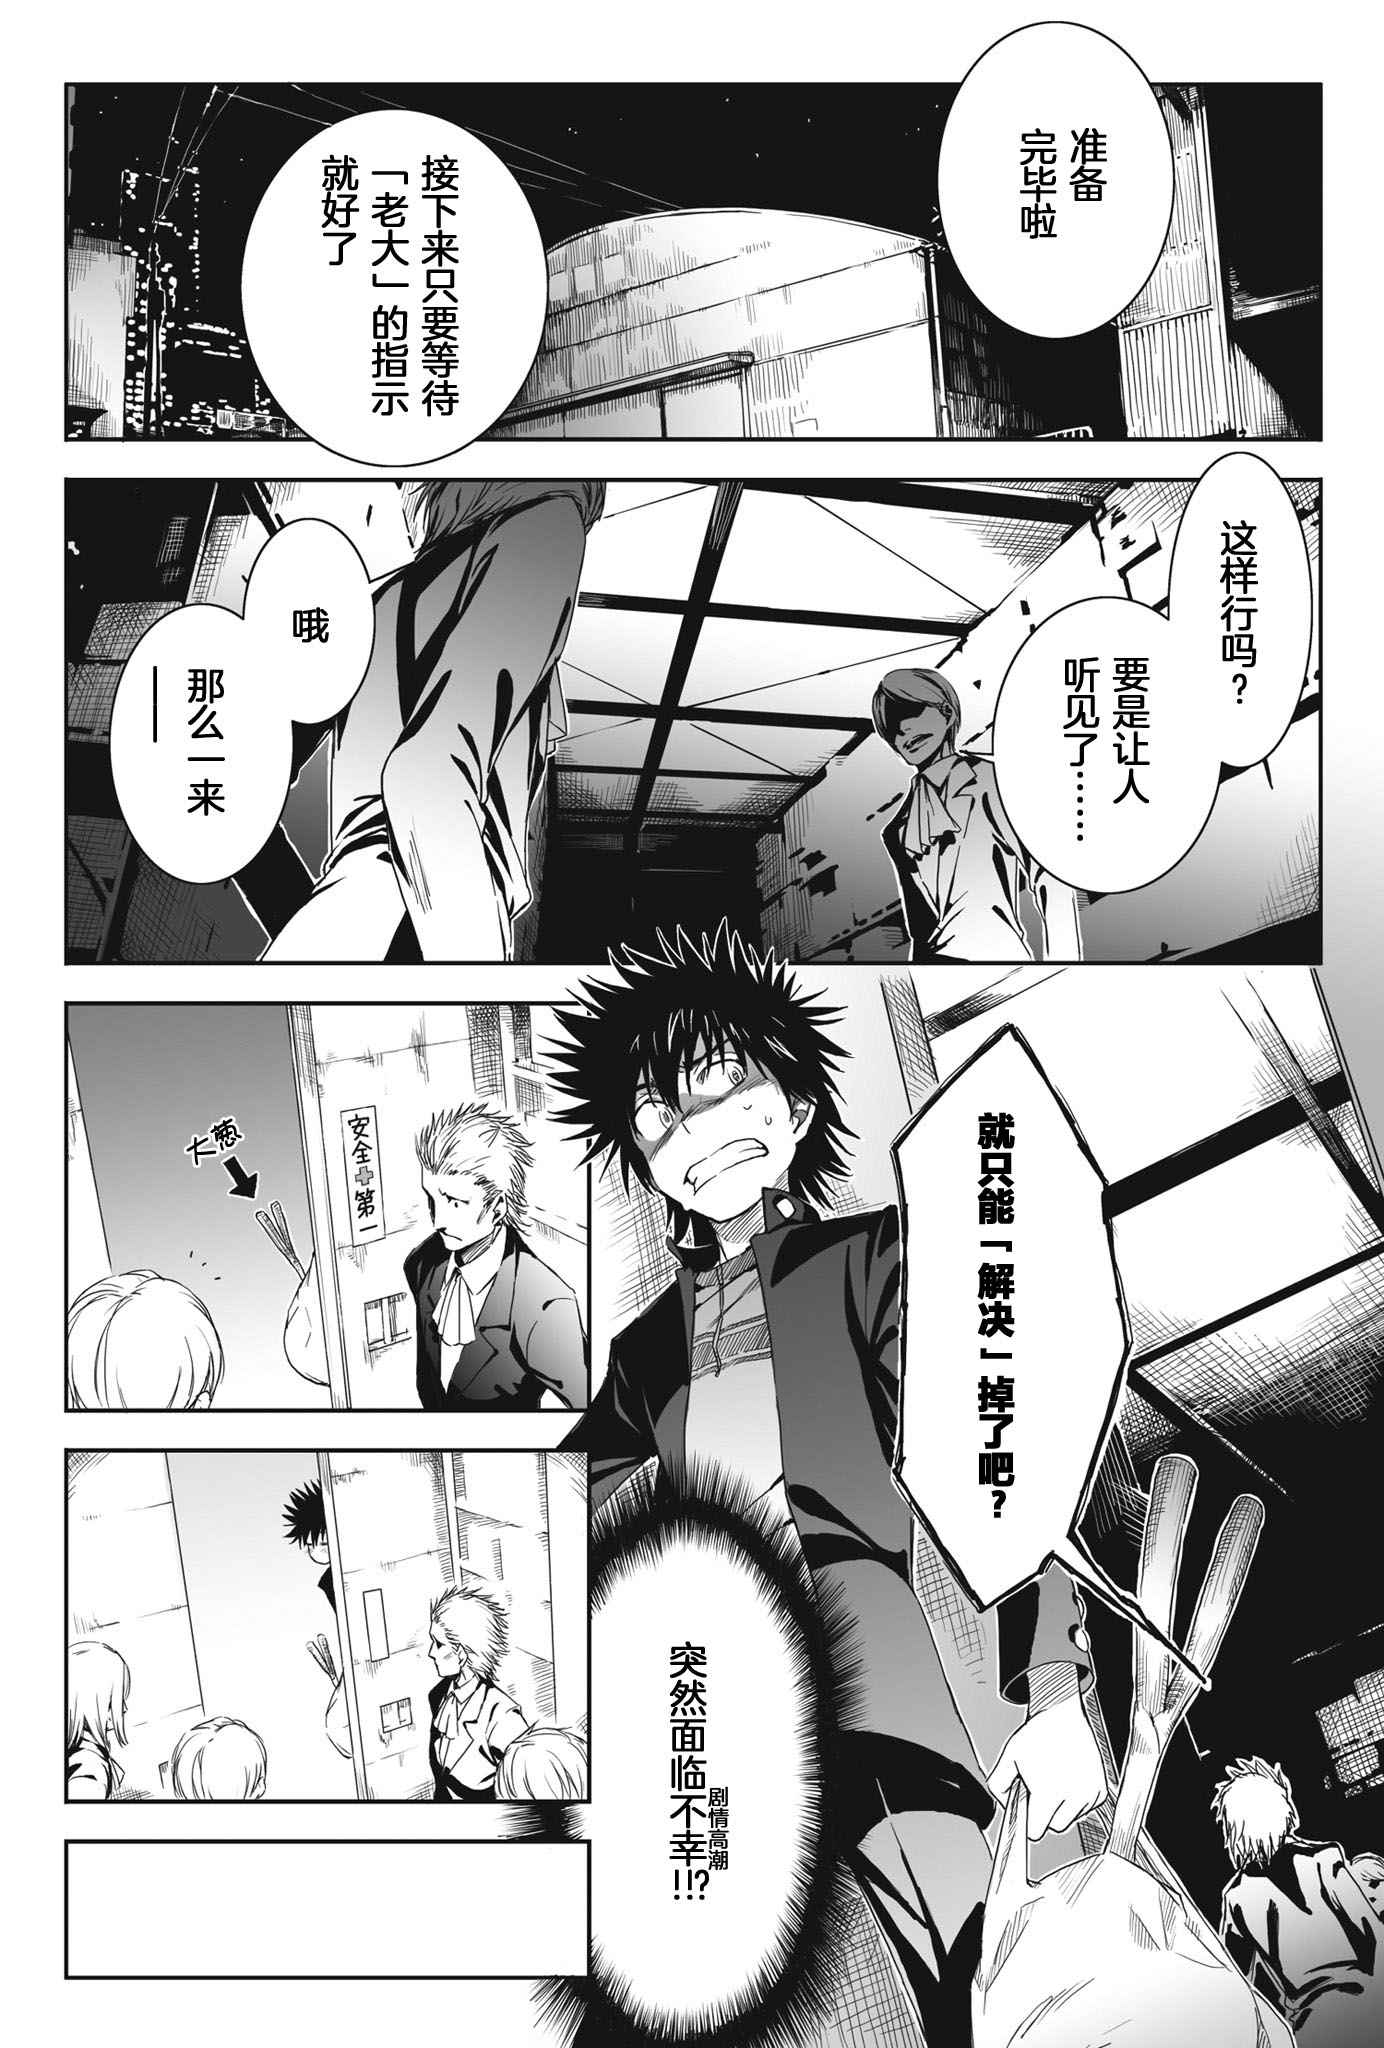 准备
完毕啦
接下来只要等待
「老大」的指示
就好了
这样行吗?
要是让人
听见了……
哦
那么一来
——
就只能「解决」掉了吧?
大葱
安全+第一
突然面临不幸!!?
剧情高潮